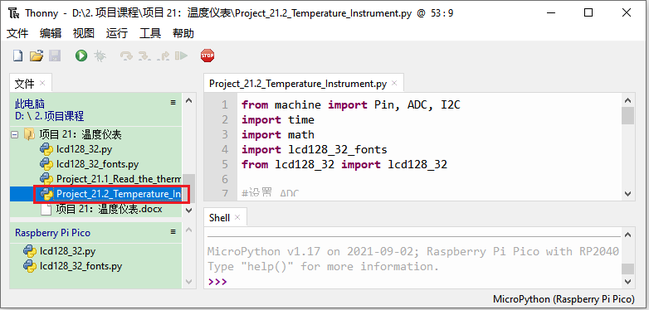 Thonny - D:\2. 项目课程\项目 21：温度仪表\Project_21.2_Temperature_Instrument.py @ 53 : 9
文件 编辑 视图 运行 工具 帮助
文件
此电脑
D: \ 2. 项目课程
项目 21：温度仪表
lcd128_32.py
lcd128_32_fonts.py
Project_21.1_Read_the_therm
Project_21.2_Temperature_In
项目 21：温度仪表.docx
Raspberry Pi Pico
lcd128_32.py
lcd128_32_fonts.py
Project_21.2_Temperature_Instrument.py
1 from machine import Pin, ADC, I2C
2 import time
3 import math
4 import lcd128_32_fonts
5 from lcd128_32 import lcd128_32
6
7 #设置 ADC
Shell
MicroPython v1.17 on 2021-09-02; Raspberry Pi Pico with RP2040
Type "help()" for more information.
>>>
MicroPython (Raspberry Pi Pico)